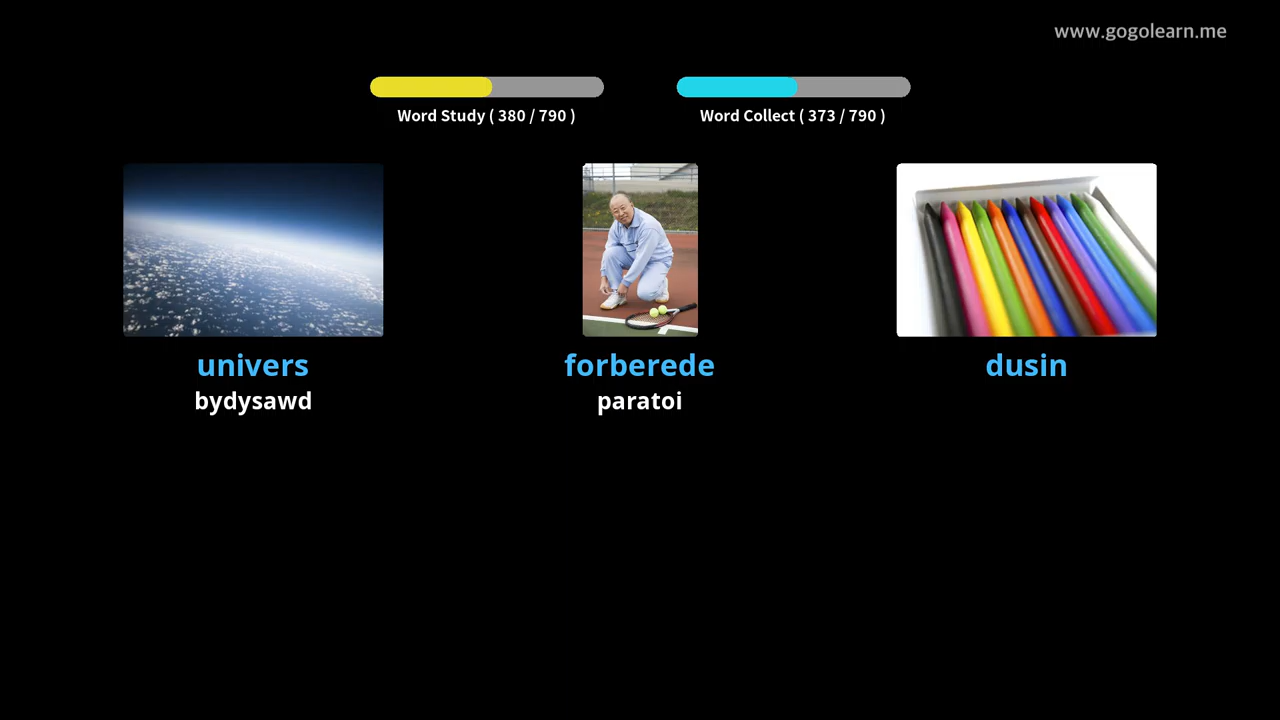 www.gogolearn.me
Word Study ( 380 / 790 )
Word Collect ( 373 / 790 )
univers
bydysawd
forberede
paratoi
dusin